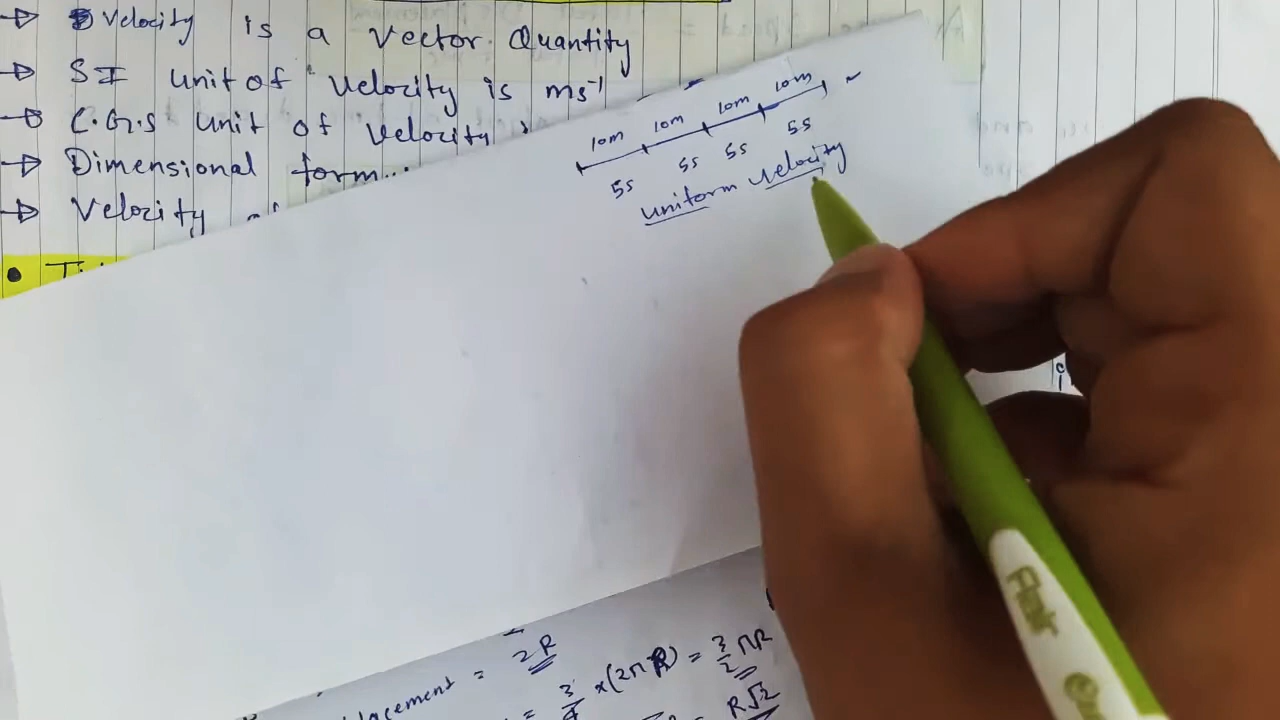 → Velocity is a Vector Quantity
→ SI unit of Velocity is ms⁻¹
→ C.G.S unit of Velocity
→ Dimensional form
→ Velocity
10m 10m 10m 10m
5s 5s 5s 5s
uniform velocity
2R
= 3/4 x(2πR) = 3/2 πR
= R√2
Flair